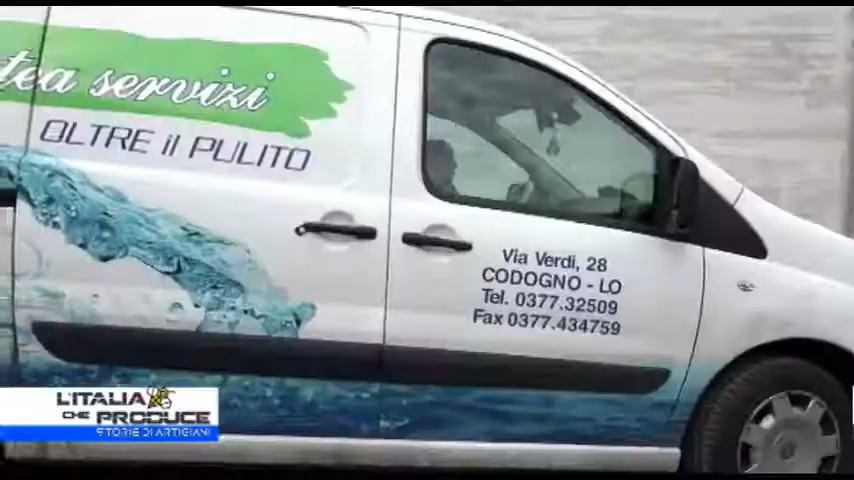 tea servizi
OLTRE il PULITO
Via Verdi, 28
CODOGNO - LO
Tel. 0377.32509
Fax 0377.434759
L'ITALIA
CHE PRODUCE
STORIE DI ARTIGIANI